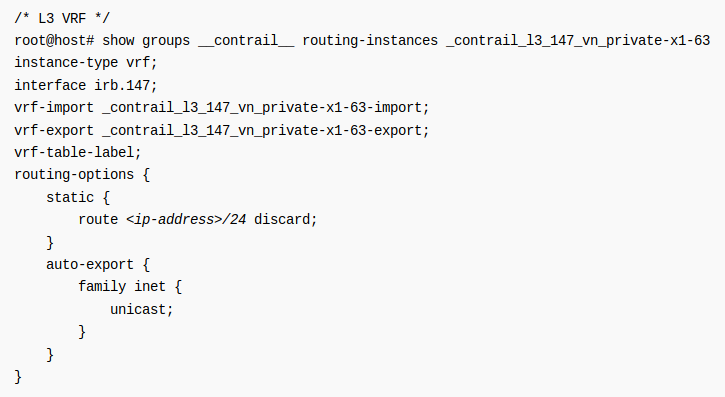 /* L3 VRF */
root@host# show groups __contrail__ routing-instances _contrail_l3_147_vn_private-x1-63
instance-type vrf;
interface irb.147;
vrf-import _contrail_l3_147_vn_private-x1-63-import;
vrf-export _contrail_l3_147_vn_private-x1-63-export;
vrf-table-label;
routing-options {
    static {
        route <ip-address>/24 discard;
    }
    auto-export {
        family inet {
            unicast;
        }
    }
}